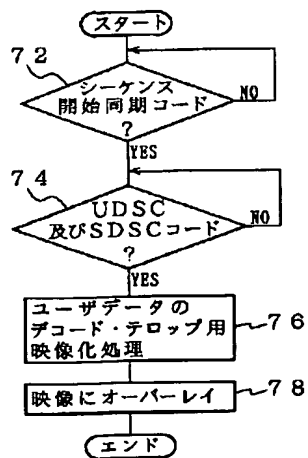 スタート
72
シーケンス
開始同期コード
?
NO
YES
74
UDSC
及びSDSCコード
?
NO
YES
ユーザデータの
デコード・テロップ用
映像化処理
76
映像にオーバーレイ
78
エンド